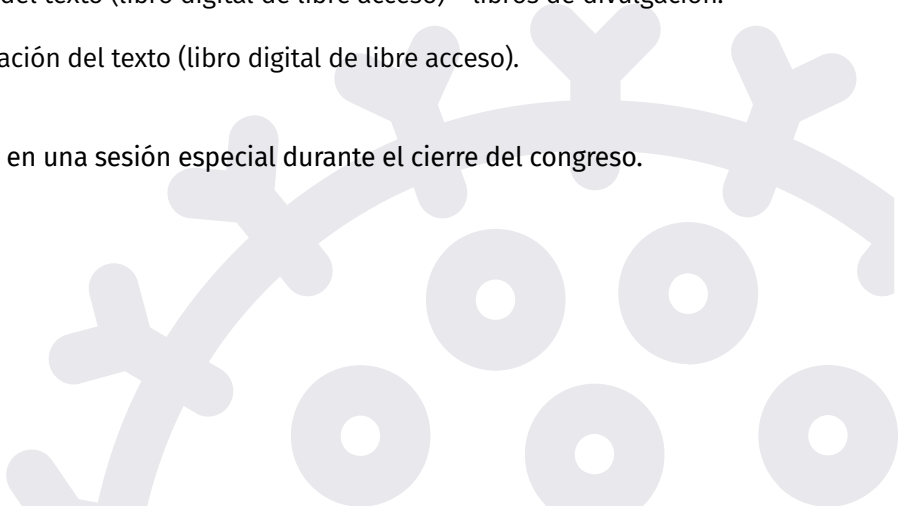 del texto (libro digital de libre acceso) libros de divulgación.
ación del texto (libro digital de libre acceso).
en una sesión especial durante el cierre del congreso.